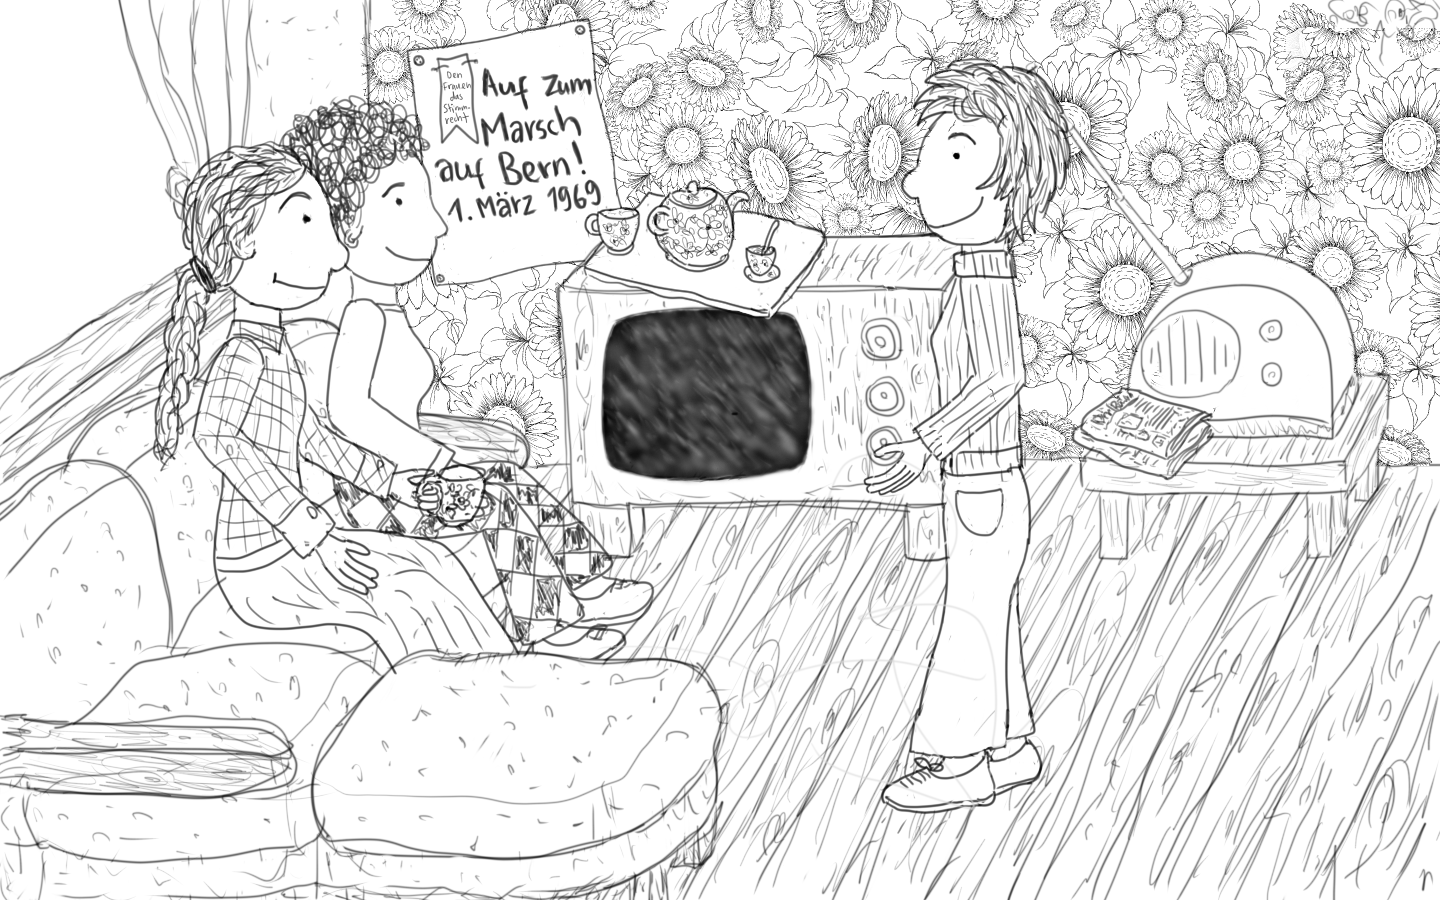 Den
Frauen
das
Stimm-
recht
Auf zum
Marsch
auf Bern!
1. März 1969